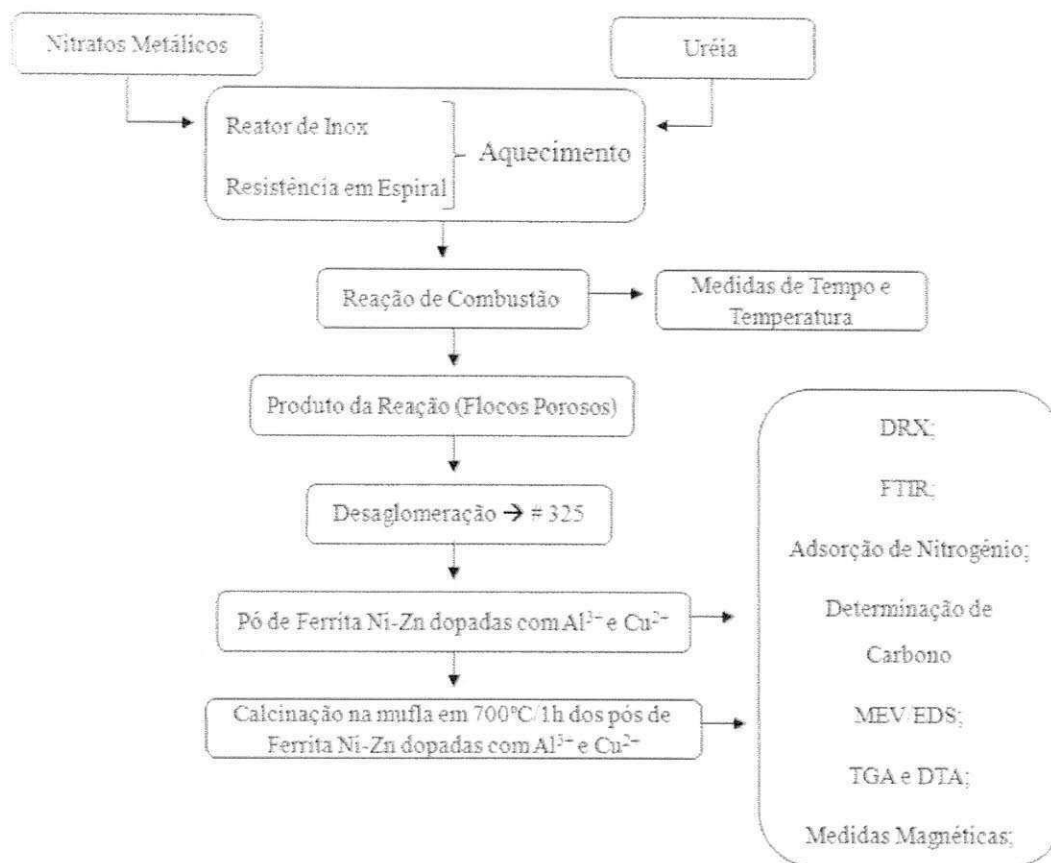 Nitratos Metálicos
Uréia
Reator de Inox
Aquecimento
Resistência em Espiral
Reação de Combustão
Medidas de Tempo e
Temperatura
Produto da Reação (Flocos Porosos)
Desaglomeração → # 325
Pó de Ferrita Ni-Zn dopadas com Al³⁺ e Cu²⁺
Calcinação na mufla em 700°C/1h dos pós de
Ferrita Ni-Zn dopadas com Al³⁺ e Cu²⁺
DRX;
FTIR;
Adsorção de Nitrogénio;
Determinação de
Carbono
MEV/EDS;
TGA e DTA;
Medidas Magnéticas;